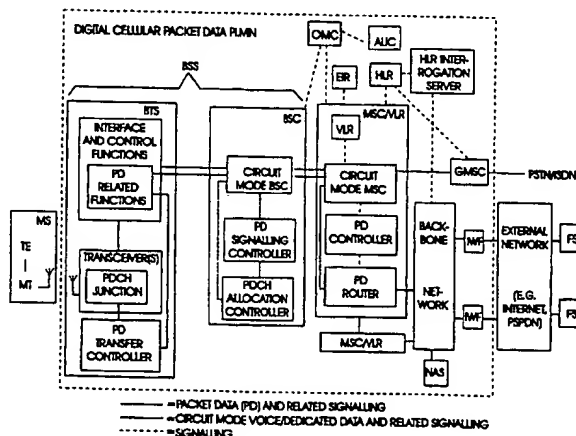 DIGITAL CELLULAR PACKET DATA PLMN
BSS
OMC
AUC
EIR
HLR
HLR INTER-
ROGATION
SERVER
BTS
INTERFACE
AND CONTROL
FUNCTIONS
PD
RELATED
FUNCTIONS
BSC
CIRCUIT
MODE BSC
MSC/VLR
VLR
CIRCUIT
MODE MSC
GMSC
PSTN/ISDN
MS
TE
MT
TRANSCEIVER(S)
PDCH
JUNCTION
PD
TRANSFER
CONTROLLER
PD
SIGNALLING
CONTROLLER
PDCH
ALLOCATION
CONTROLLER
PD
CONTROLLER
PD
ROUTER
MSC/VLR
BACK-
BONE
NET-
WORK
NAS
IWF
IWF
EXTERNAL
NETWORK
(E.G.
INTERNET,
PSPDN)
=PACKET DATA (PD) AND RELATED SIGNALLING
=CIRCUIT MODE VOICE/DEDICATED DATA AND RELATED SIGNALLING
=SIGNALLING